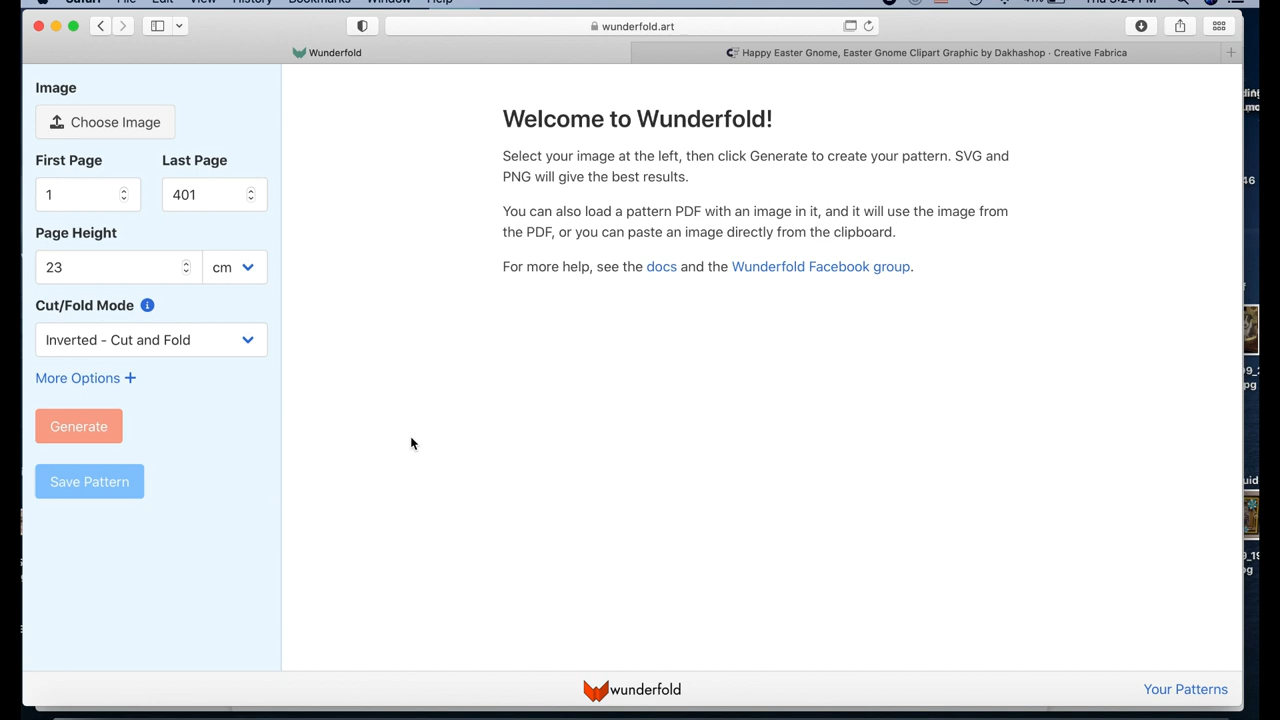 Safari File Edit View History Bookmarks Window Help
wunderfold.art
Wunderfold
Happy Easter Gnome, Easter Gnome Clipart Graphic by Dakhashop · Creative Fabrica
Image
Choose Image
First Page Last Page
1 401
Page Height
23 cm
Cut/Fold Mode
Inverted - Cut and Fold
More Options +
Generate
Save Pattern
Welcome to Wunderfold!
Select your image at the left, then click Generate to create your pattern. SVG and
PNG will give the best results.
You can also load a pattern PDF with an image in it, and it will use the image from
the PDF, or you can paste an image directly from the clipboard.
For more help, see the docs and the Wunderfold Facebook group.
wunderfold
Your Patterns